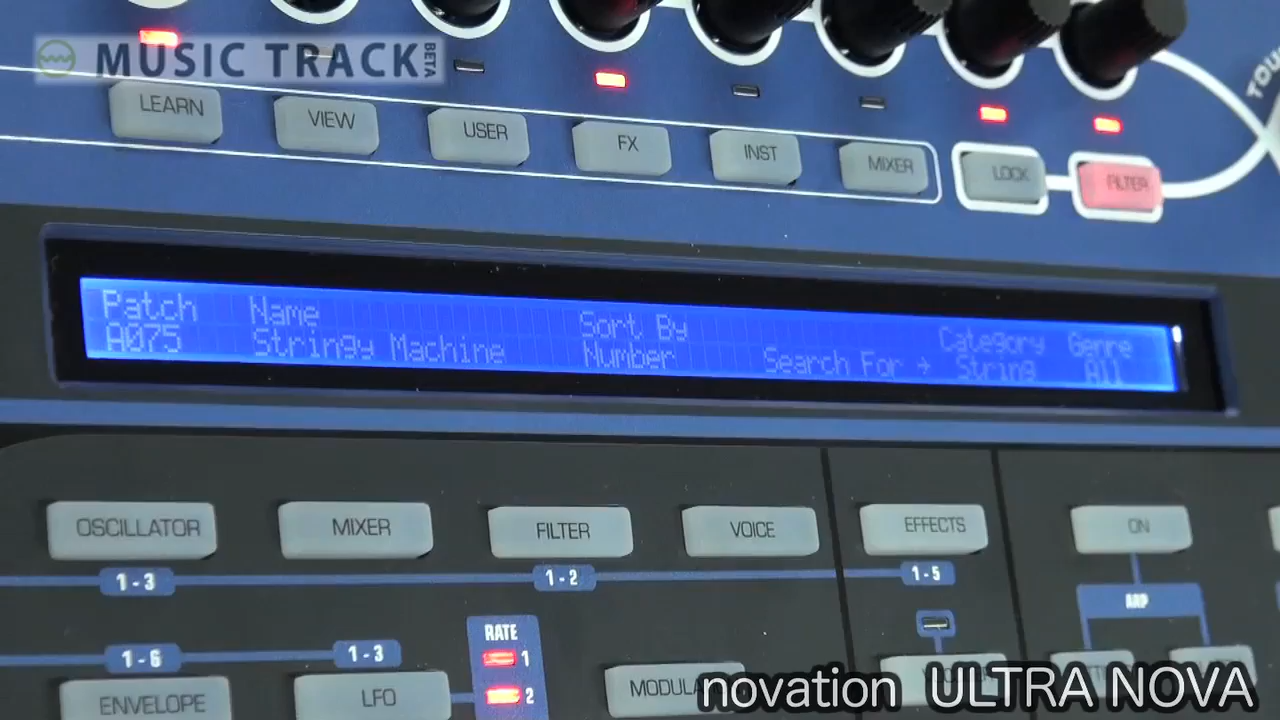 MUSIC TRACK BETA
TOU
LEARN VIEW USER FX INST MIXER LOCK FILTER
Patch Name Sort By Category Genre
A075 Stringy Machine Number Search For → String All
OSCILLATOR MIXER FILTER VOICE EFFECTS ON
1-3 1-2 1-5
ARP
RATE
1-6 1-3 1
2
ENVELOPE LFO MODULA
novation ULTRA NOVA